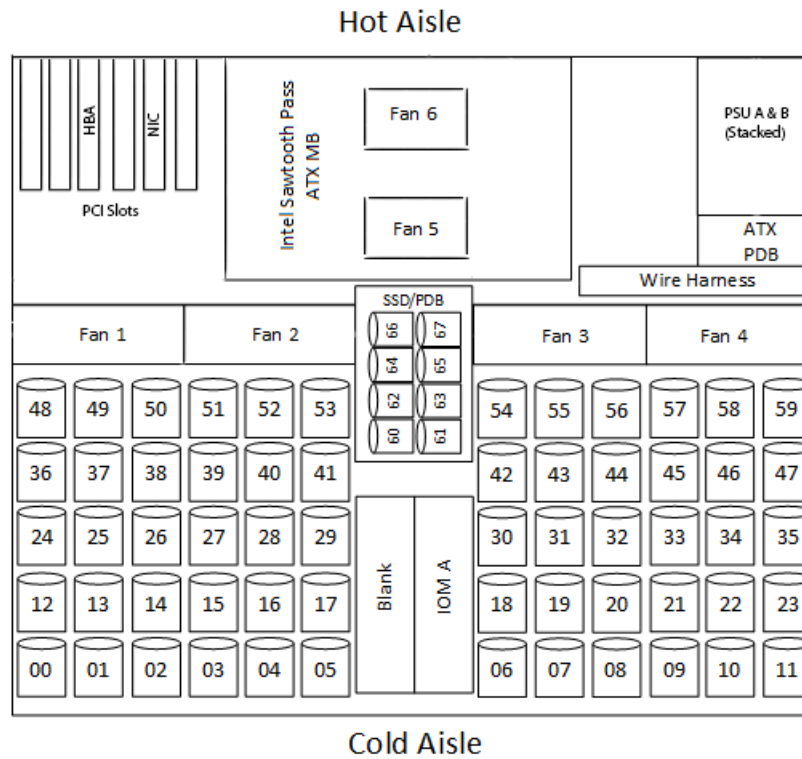 Hot Aisle
HBA
NIC
PCI Slots
Intel Sawtooth Pass
ATX MB
Fan 6
Fan 5
PSU A & B
(Stacked)
ATX
PDB
Wire Harness
SSD/PDB
66 67
64 65
62 63
60 61
Fan 1 Fan 2 Fan 3 Fan 4
48 49 50 51 52 53 54 55 56 57 58 59
36 37 38 39 40 41 42 43 44 45 46 47
24 25 26 27 28 29 30 31 32 33 34 35
Blank
IOM A
12 13 14 15 16 17 18 19 20 21 22 23
00 01 02 03 04 05 06 07 08 09 10 11
Cold Aisle